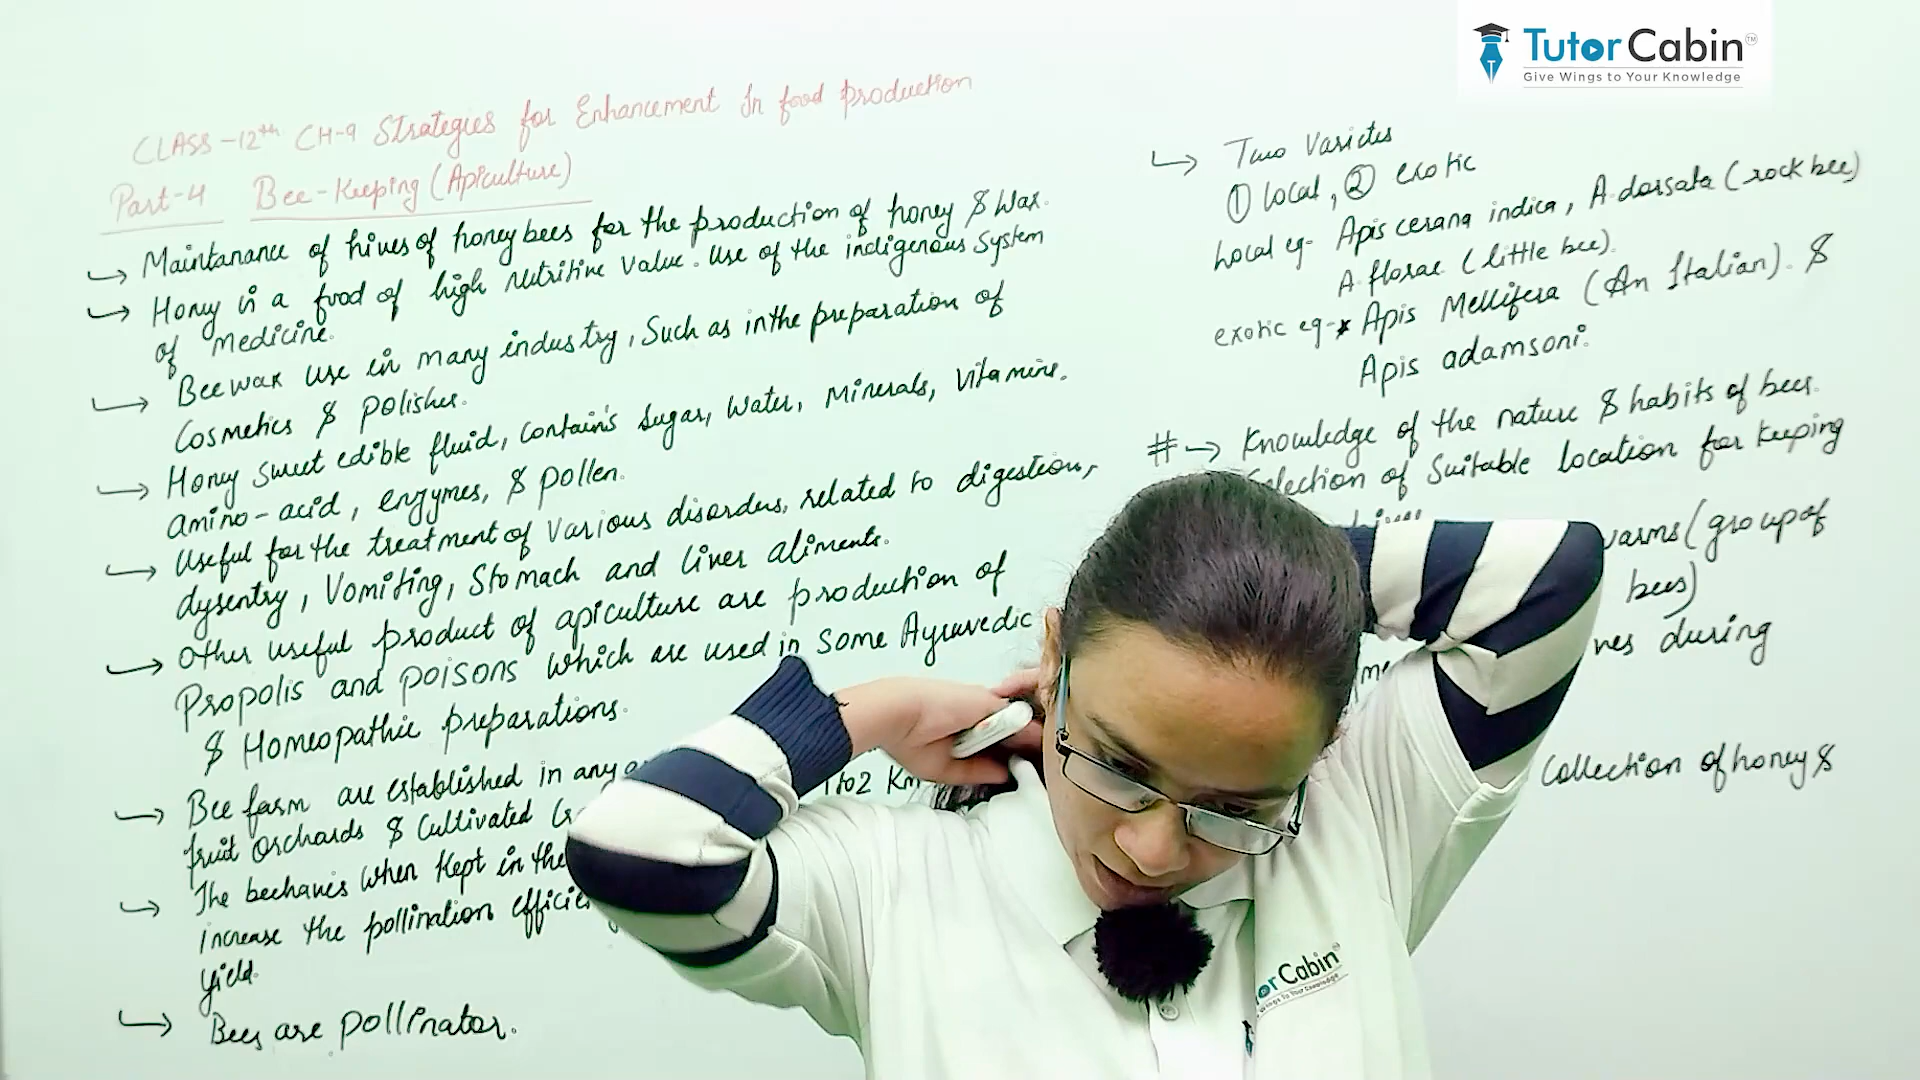 CLASS-12th CH-9 Strategies for Enhancement In food production
Part-4 Bee-Keeping (Apiculture)
Maintanance of hives of honeybees for the production of honey & Wax.
Honey is a food of high nutritive value. Use of the indigenous System
of medicine.
Bee wax use in many industry, Such as in the preparation of
Cosmetics & polishes.
Honey sweet edible fluid, contain's sugar, water, minerals, vitamins.
amino-acid, enzymes, & pollen.
Useful for the treatment of various disorders, related to digestion,
dysentry, Vomiting, Stomach and liver aliments.
Other useful product of apiculture are production of
Propolis and poisons which are used in Some Ayruvedic
& Homeopathic preparations.
Bee farm are established in any 1to2 Km
fruit orchards & Cultivated
The beehives when kept in the
increase the pollination
yield.
Bees are pollinator.
Two Varieties
① local, ② exotic
Local eg- Apis cerana indica, A. dorsata (rock bee)
A. florae (little bee).
exotic eg- Apis Mellifera (An Italian). &
Apis adamsoni.
# Knowledge of the nature & habits of bees.
of Suitable location for keeping
(group of
bees)
during
Collection of honey &
Tutor Cabin TM
Give Wings to Your Knowledge
Cabin